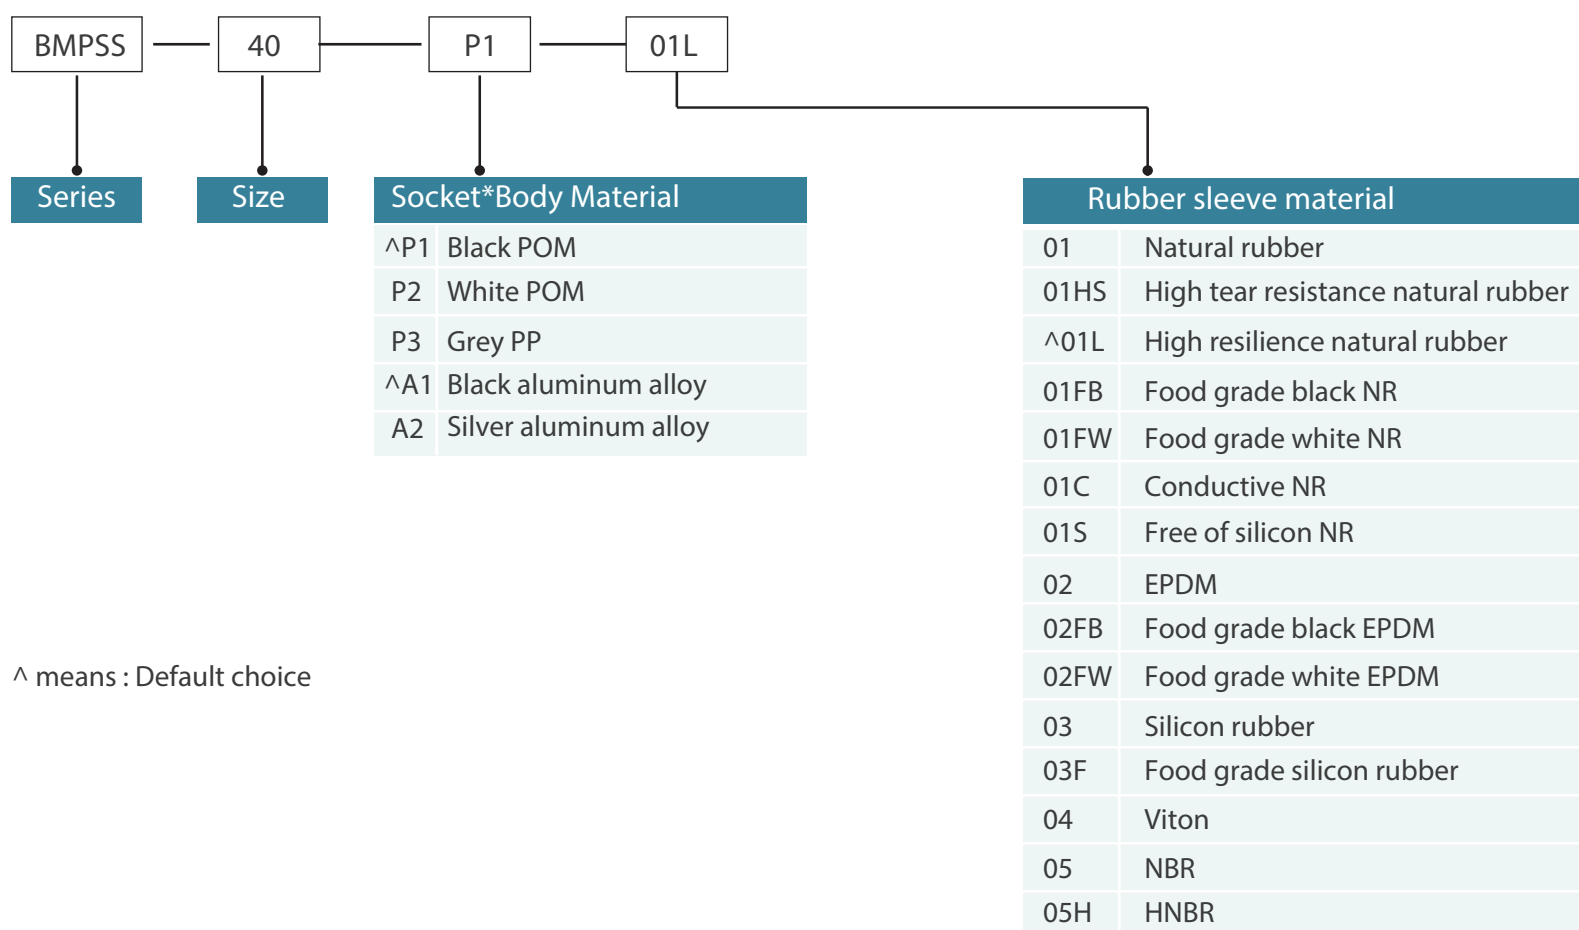 BMPSS 40 P1 01L
Series Size Socket*Body Material Rubber sleeve material
^P1 Black POM
P2 White POM
P3 Grey PP
^A1 Black aluminum alloy
A2 Silver aluminum alloy
01 Natural rubber
01HS High tear resistance natural rubber
^01L High resilience natural rubber
01FB Food grade black NR
01FW Food grade white NR
01C Conductive NR
01S Free of silicon NR
02 EPDM
02FB Food grade black EPDM
02FW Food grade white EPDM
03 Silicon rubber
03F Food grade silicon rubber
04 Viton
05 NBR
05H HNBR
^ means : Default choice